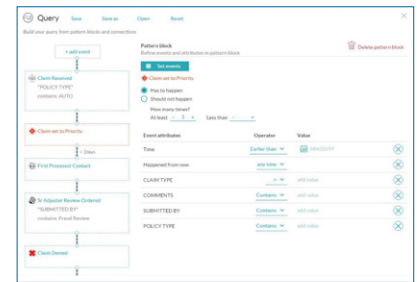 Query Save Save as Open Reset
Build your query from pattern blocks and connections
+ add event
Claim Received
"POLICY TYPE"
contains: AUTO
Claim set to Priority
First Processor Contact
Sr Adjuster Review Ordered
"SUBMITTED BY"
contains: Fraud Review
Claim Denied
Pattern block
Define events and attributes in pattern block
Delete pattern block
Set events
Claim set to Priority
Has to happen
Should not happen
How many times?
At least - + Less than - +
Event attributes Operator Value
Time Earlier than
Happened from now any time
CLAIM TYPE = add value
COMMENTS Contains add value
SUBMITTED BY Contains add value
POLICY TYPE Contains add value